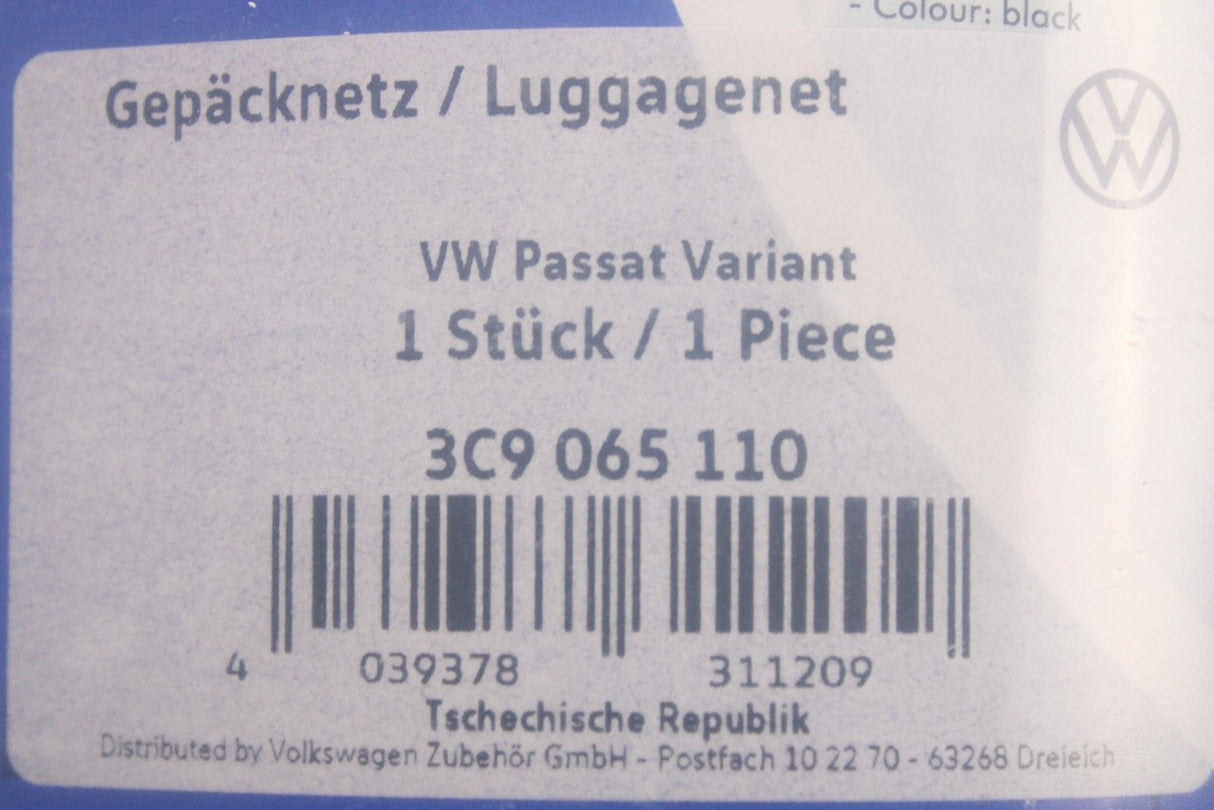 - Colour: black
Gepäcknetz / Luggagenet
VW Passat Variant
1 Stück / 1 Piece
3C9 065 110
4 039378 311209
Tschechische Republik
Distributed by Volkswagen Zubehör GmbH - Postfach 10 22 70 - 63268 Dreieich